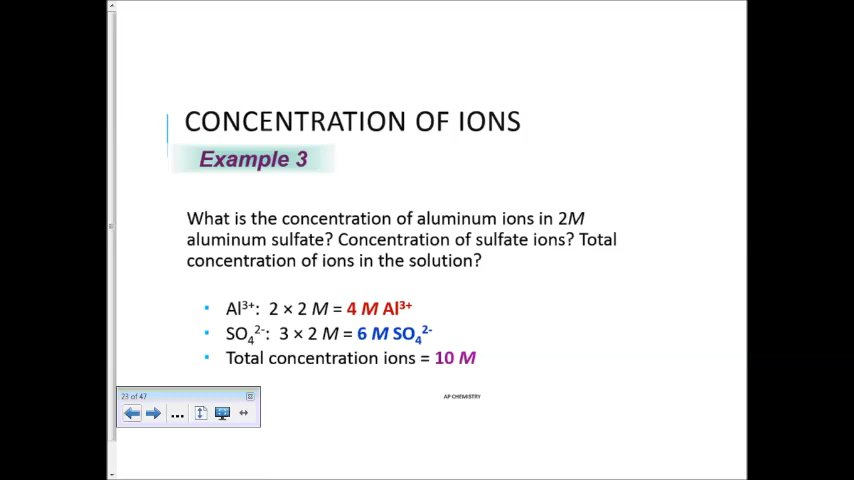 CONCENTRATION OF IONS
Example 3
What is the concentration of aluminum ions in 2M
aluminum sulfate? Concentration of sulfate ions? Total
concentration of ions in the solution?
▪ Al³⁺: 2 × 2 M = 4 M Al³⁺
▪ SO₄²⁻: 3 × 2 M = 6 M SO₄²⁻
▪ Total concentration ions = 10 M
23 of 47
AP CHEMISTRY